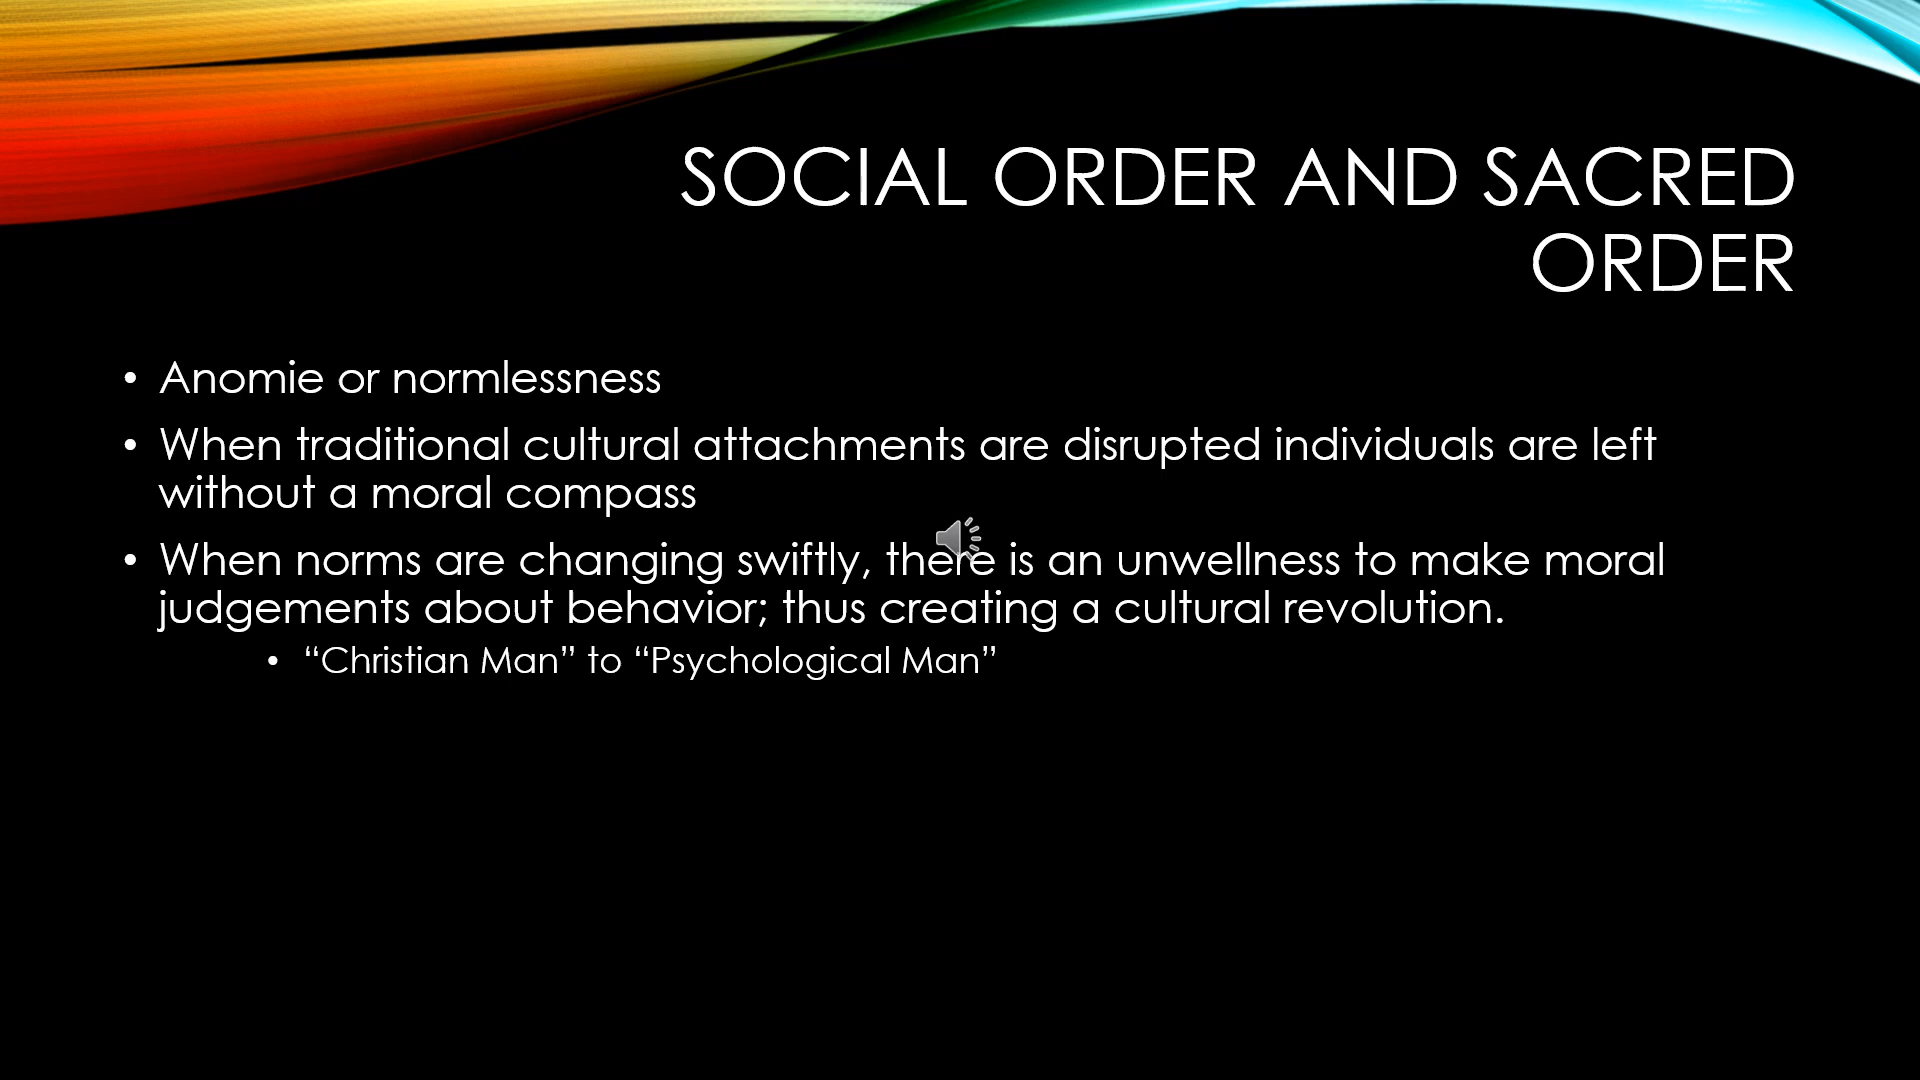 SOCIAL ORDER AND SACRED
ORDER
• Anomie or normlessness
• When traditional cultural attachments are disrupted individuals are left
without a moral compass
• When norms are changing swiftly, there is an unwellness to make moral
judgements about behavior; thus creating a cultural revolution.
• “Christian Man” to “Psychological Man”